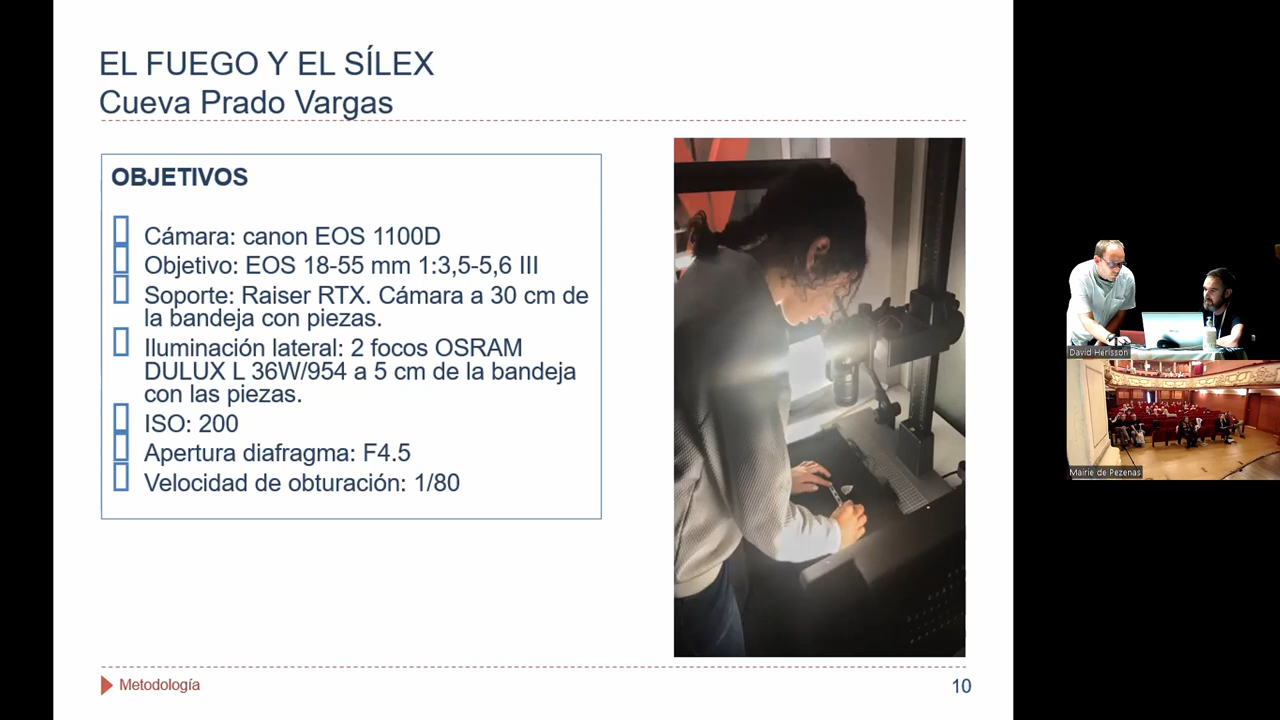 EL FUEGO Y EL SÍLEX
Cueva Prado Vargas
OBJETIVOS
Cámara: canon EOS 1100D
Objetivo: EOS 18-55 mm 1:3,5-5,6 III
Soporte: Raiser RTX. Cámara a 30 cm de
la bandeja con piezas.
Iluminación lateral: 2 focos OSRAM
DULUX L 36W/954 a 5 cm de la bandeja
con las piezas.
ISO: 200
Apertura diafragma: F4.5
Velocidad de obturación: 1/80
Metodología
10
David Herisson
Mairie de Pezenas